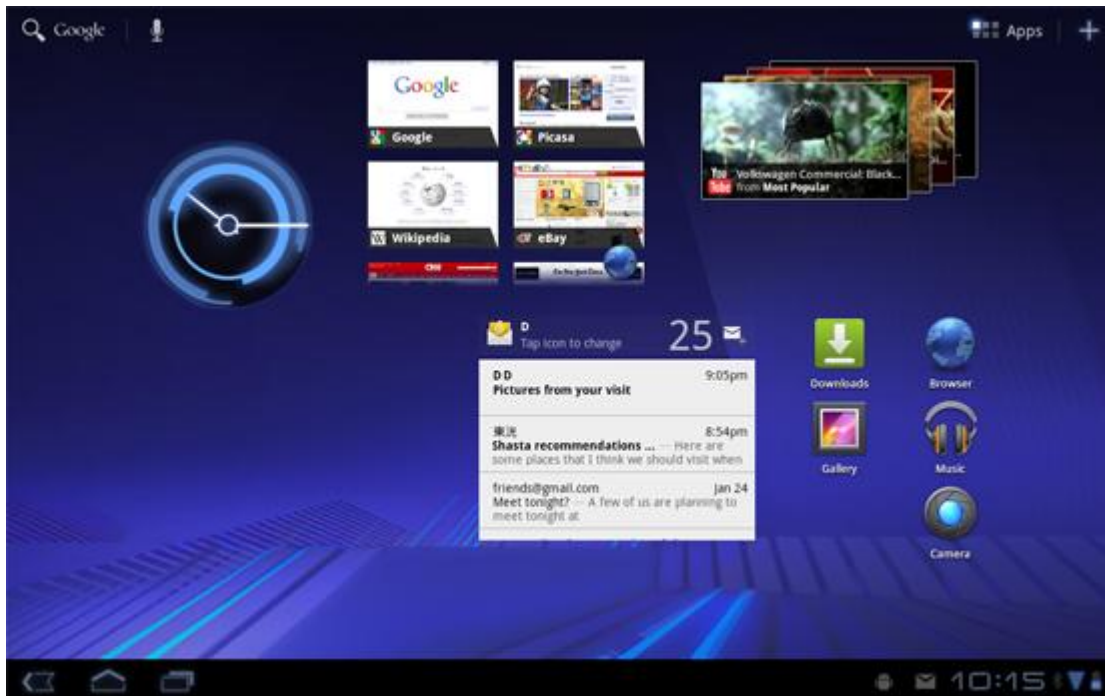 Google
Apps
Google
Google
Picasa
Wikipedia
eBay
CNN
You
Tube
Volkswagen Commercial: Black...
from Most Popular
D
Tap icon to change
25
D D
9:05pm
Pictures from your visit
東洸
8:54pm
Shasta recommendations ... — Here are
some places that I think we should visit when
friends@gmail.com
Jan 24
Meet tonight? — A few of us are planning to
meet tonight at
Downloads
Browser
Gallery
Music
Camera
10:15